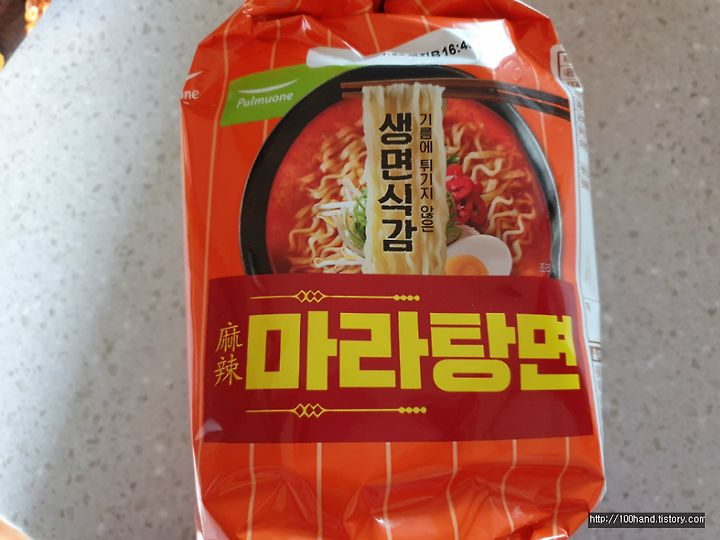 Pulmuone
기름에 튀기지 않은
생면식감
麻辣
마라탕면
http://100hand.tistory.com